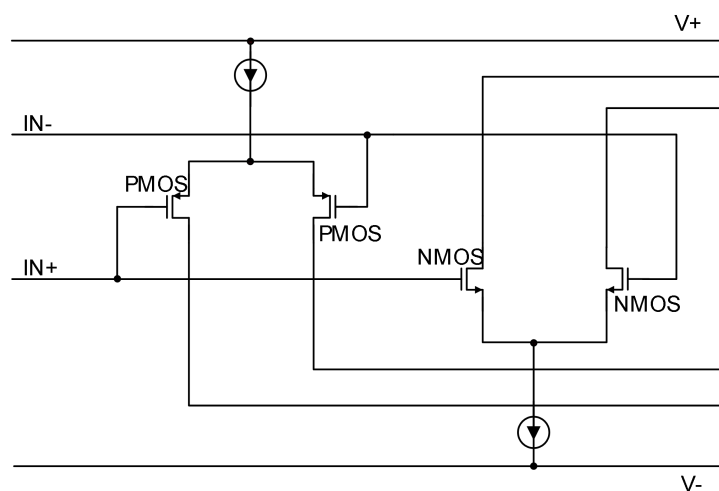 V+
IN-
PMOS
PMOS
NMOS
IN+
NMOS
V-